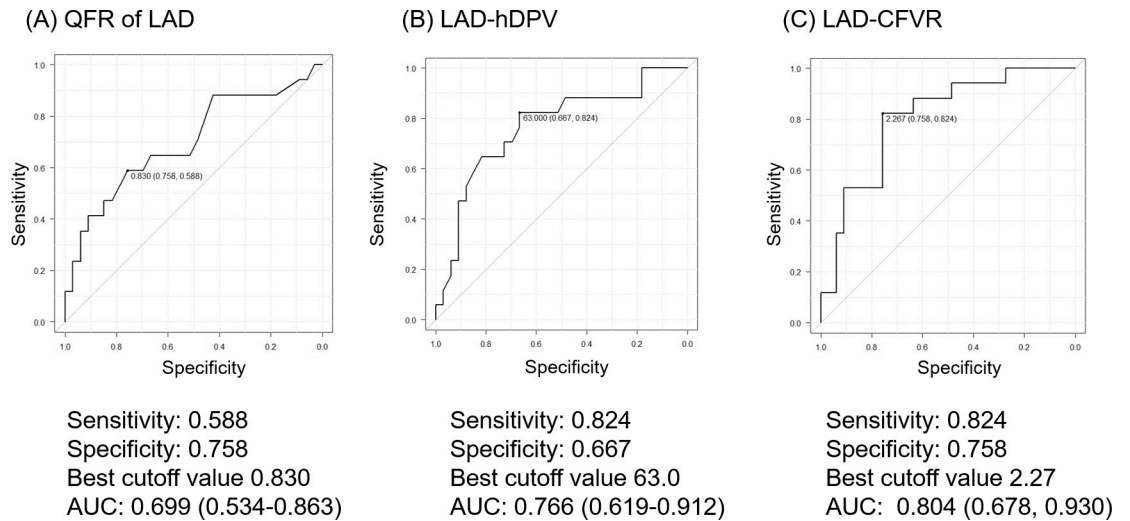 (A) QFR of LAD
(B) LAD-hDPV
(C) LAD-CFVR
Sensitivity
1.0
0.8
0.6
0.4
0.2
0.0
0.830 (0.758, 0.588)
1.0 0.8 0.6 0.4 0.2 0.0
Specificity
Sensitivity
1.0
0.8
0.6
0.4
0.2
0.0
63.000 (0.667, 0.824)
1.0 0.8 0.6 0.4 0.2 0.0
Specificity
Sensitivity
1.0
0.8
0.6
0.4
0.2
0.0
2.267 (0.758, 0.824)
1.0 0.8 0.6 0.4 0.2 0.0
Specificity
Sensitivity: 0.588
Specificity: 0.758
Best cutoff value 0.830
AUC: 0.699 (0.534-0.863)
Sensitivity: 0.824
Specificity: 0.667
Best cutoff value 63.0
AUC: 0.766 (0.619-0.912)
Sensitivity: 0.824
Specificity: 0.758
Best cutoff value 2.27
AUC: 0.804 (0.678, 0.930)